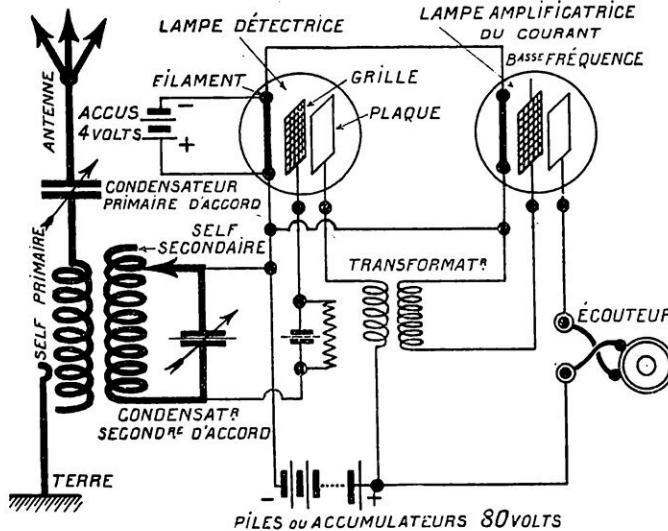 LAMPE DÉTECTRICE
LAMPE AMPLIFICATRICE
DU COURANT
BASSE FRÉQUENCE
FILAMENT
GRILLE
PLAQUE
ANTENNE
ACCUS
4 VOLTS
-
+
CONDENSATEUR
PRIMAIRE D'ACCORD
SELF
SECONDAIRE
SELF PRIMAIRE
TRANSFORMATR
ÉCOUTEUR
CONDENSATR
SECONDRE D'ACCORD
TERRE
- +
PILES OU ACCUMULATEURS 80 VOLTS